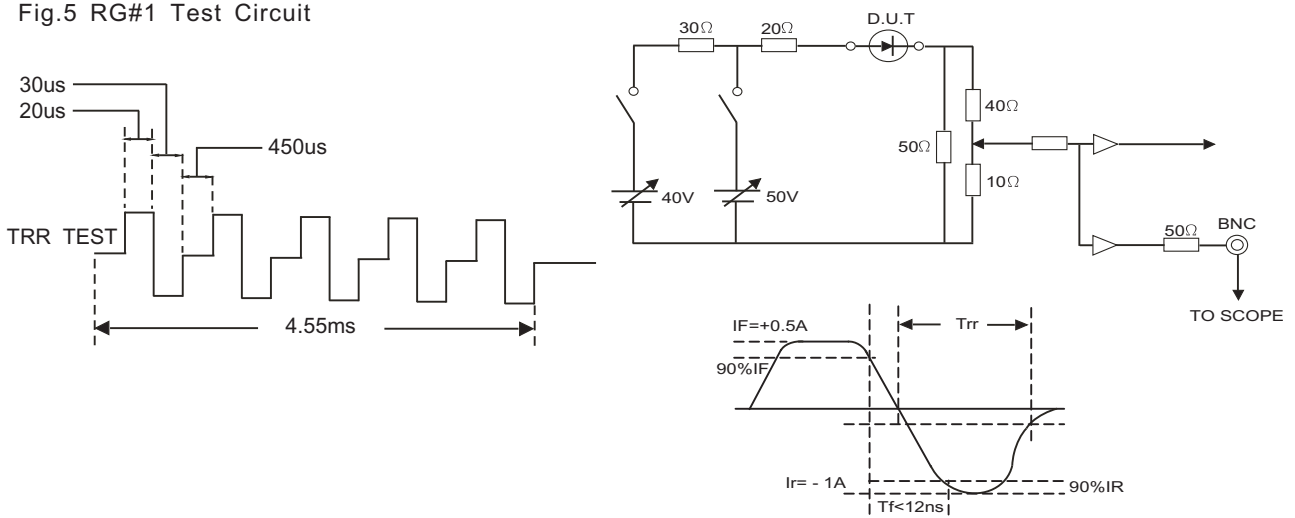 Fig.5 RG#1 Test Circuit
30us
20us
450us
TRR TEST
4.55ms
30Ω
20Ω
D.U.T
40Ω
50Ω
10Ω
40V
50V
50Ω
BNC
TO SCOPE
IF=+0.5A
Trr
90%IF
Ir= - 1A
90%IR
Tf<12ns